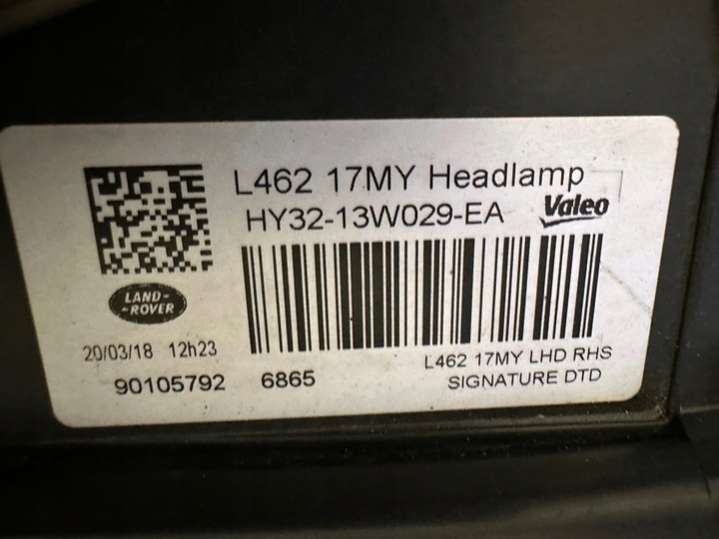 L462 17MY Headlamp
HY32-13W029-EA
Valeo
LAND-
-ROVER
20/03/18 12h23
90105792 6865
L462 17MY LHD RHS
SIGNATURE DTD